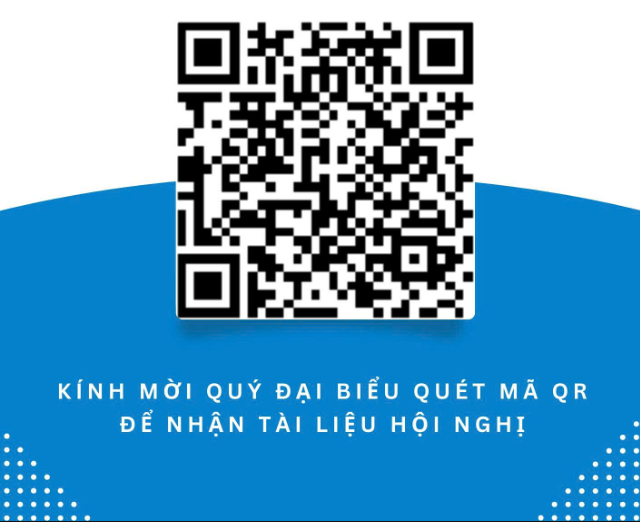 KÍNH MỜI QUÝ ĐẠI BIỂU QUÉT MÃ QR
ĐỂ NHẬN TÀI LIỆU HỘI NGHỊ